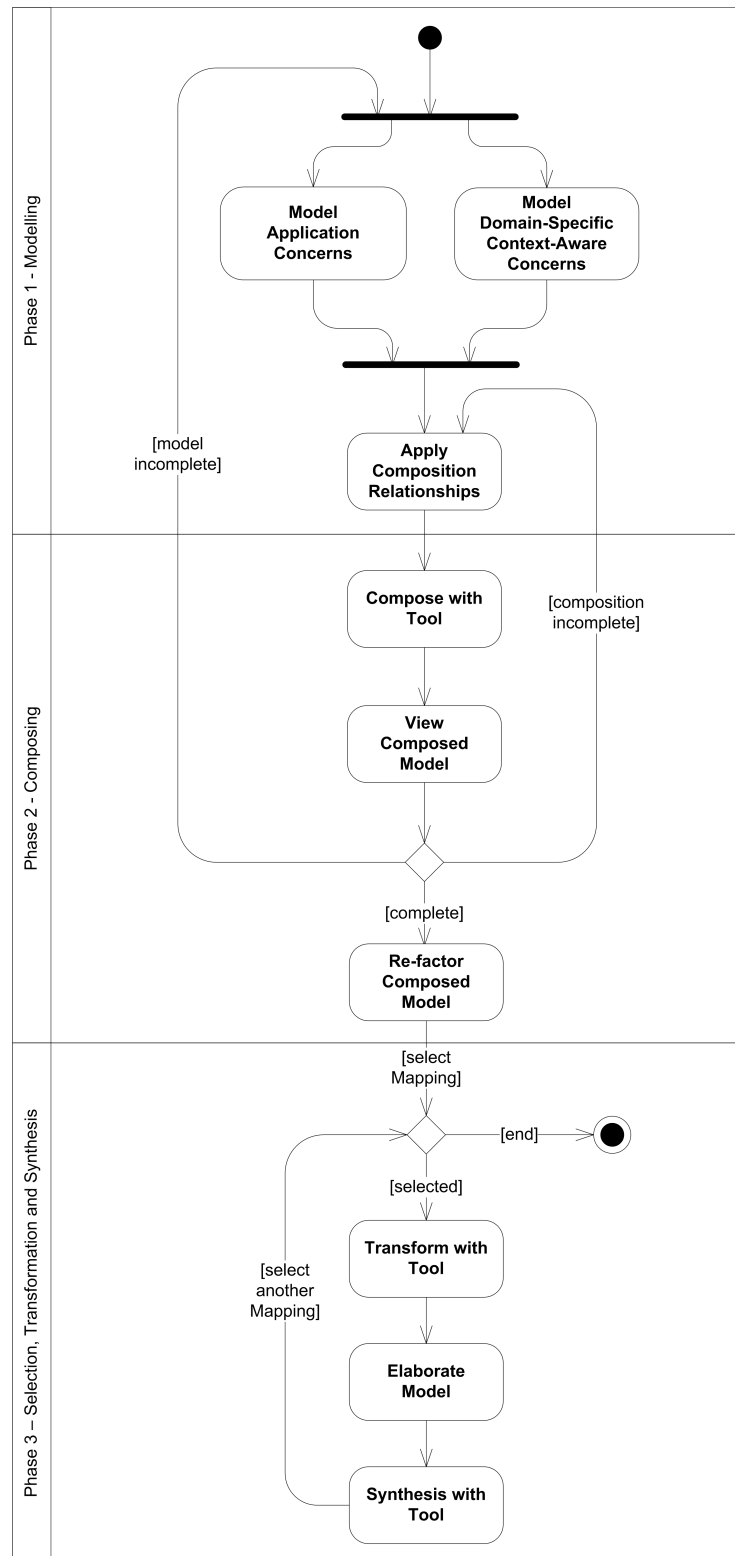 Phase 1 - Modelling
Model
Application
Concerns
Model
Domain-Specific
Context-Aware
Concerns
[model
incomplete]
Apply
Composition
Relationships
Phase 2 - Composing
Compose with
Tool
[composition
incomplete]
View
Composed
Model
[complete]
Re-factor
Composed
Model
Phase 3 – Selection, Transformation and Synthesis
[select
Mapping]
[end]
[selected]
Transform with
Tool
[select
another
Mapping]
Elaborate
Model
Synthesis with
Tool